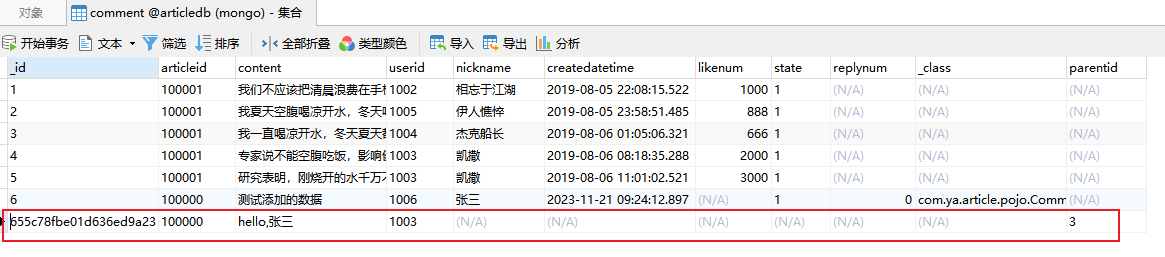 对象 comment @articledb (mongo) - 集合
开始事务 文本 筛选 排序 全部折叠 类型颜色 导入 导出 分析
_id articleid content userid nickname createdatetime likenum state replynum _class parentid
1 100001 我们不应该把清晨浪费在手机 1002 相忘于江湖 2019-08-05 22:08:15.522 1000 1 (N/A) (N/A) (N/A)
2 100001 我夏天空腹喝凉开水，冬天喝 1005 伊人憔悴 2019-08-05 23:58:51.485 888 1 (N/A) (N/A) (N/A)
3 100001 我一直喝凉开水，冬天夏天都 1004 杰克船长 2019-08-06 01:05:06.321 666 1 (N/A) (N/A) (N/A)
4 100001 专家说不能空腹吃饭，影响健 1003 凯撒 2019-08-06 08:18:35.288 2000 1 (N/A) (N/A) (N/A)
5 100001 研究表明，刚烧开的水千万不 1003 凯撒 2019-08-06 11:01:02.521 3000 1 (N/A) (N/A) (N/A)
6 100000 测试添加的数据 1006 张三 2023-11-21 09:24:12.897 (N/A) 1 0 com.ya.article.pojo.Comm (N/A)
655c78fbe01d636ed9a23 100000 hello,张三 1003 (N/A) (N/A) (N/A) (N/A) (N/A) (N/A) 3